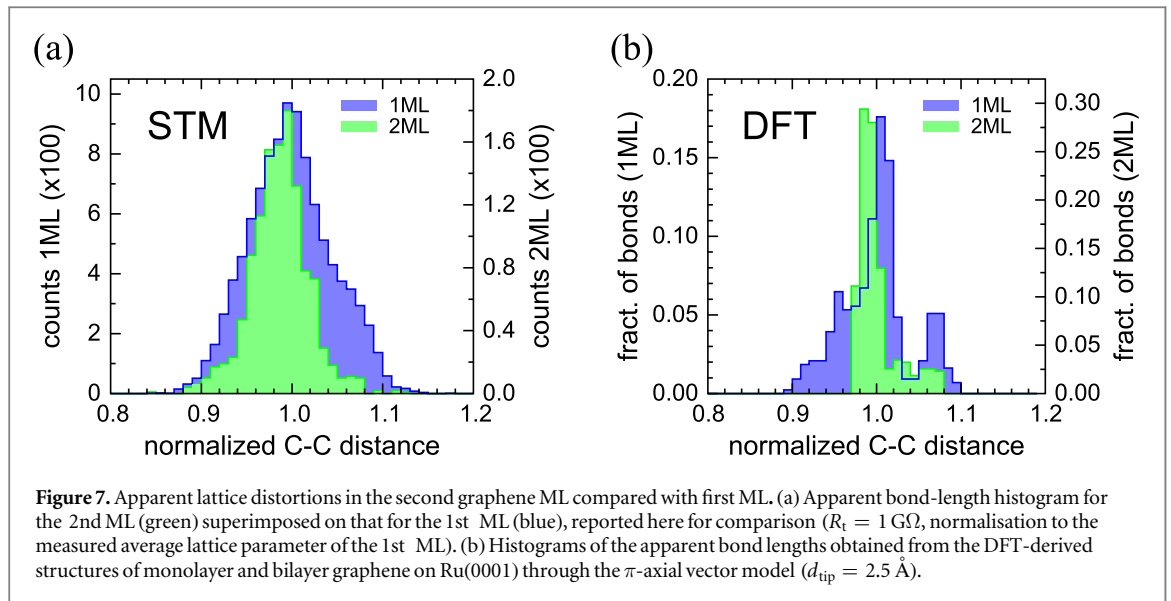 (a)
(b)
STM
1ML
2ML
counts 1ML (x100)
10
8
6
4
2
0
counts 2ML (x100)
2.0
1.6
1.2
0.8
0.4
0.0
0.8 0.9 1.0 1.1 1.2
normalized C-C distance
DFT
1ML
2ML
fract. of bonds (1ML)
0.20
0.15
0.10
0.05
0.00
fract. of bonds (2ML)
0.30
0.25
0.20
0.15
0.10
0.05
0.00
0.8 0.9 1.0 1.1 1.2
normalized C-C distance
Figure 7. Apparent lattice distortions in the second graphene ML compared with first ML. (a) Apparent bond-length histogram for
the 2nd ML (green) superimposed on that for the 1st ML (blue), reported here for comparison (Rt = 1 GΩ, normalisation to the
measured average lattice parameter of the 1st ML). (b) Histograms of the apparent bond lengths obtained from the DFT-derived
structures of monolayer and bilayer graphene on Ru(0001) through the π-axial vector model (dtip = 2.5 Å).